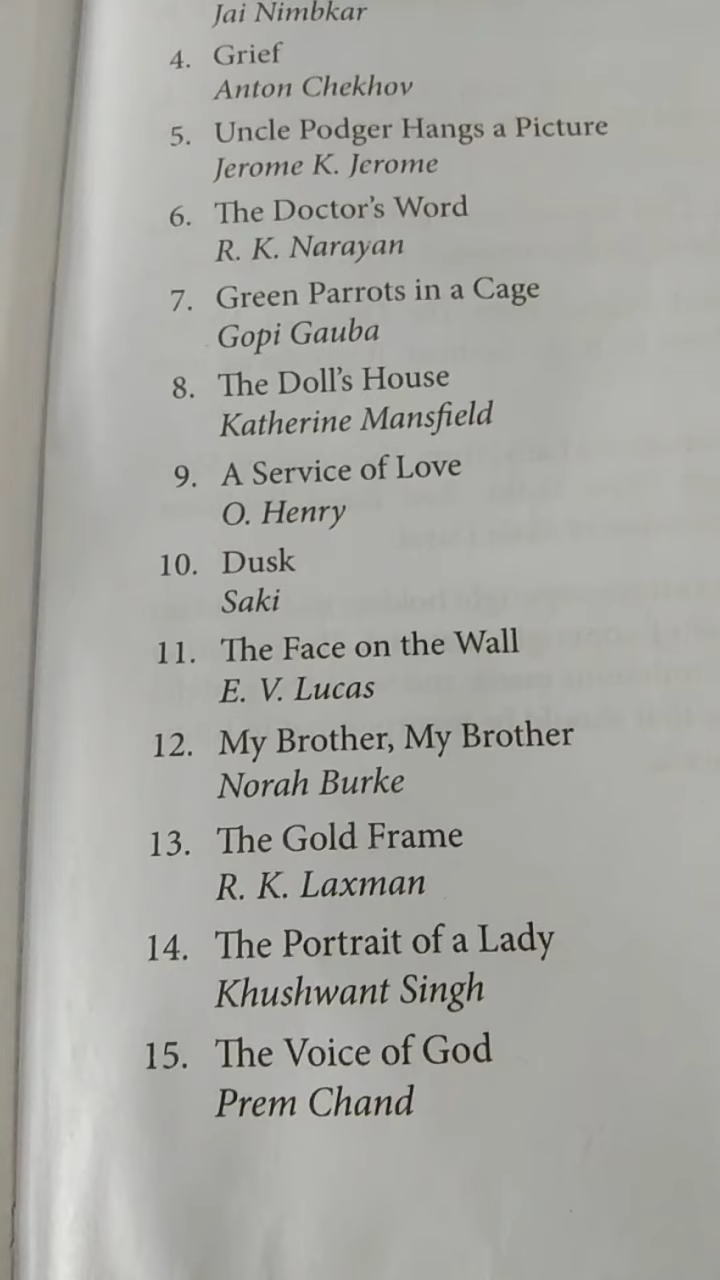 Jai Nimbkar
4. Grief
Anton Chekhov
5. Uncle Podger Hangs a Picture
Jerome K. Jerome
6. The Doctor's Word
R. K. Narayan
7. Green Parrots in a Cage
Gopi Gauba
8. The Doll's House
Katherine Mansfield
9. A Service of Love
O. Henry
10. Dusk
Saki
11. The Face on the Wall
E. V. Lucas
12. My Brother, My Brother
Norah Burke
13. The Gold Frame
R. K. Laxman
14. The Portrait of a Lady
Khushwant Singh
15. The Voice of God
Prem Chand